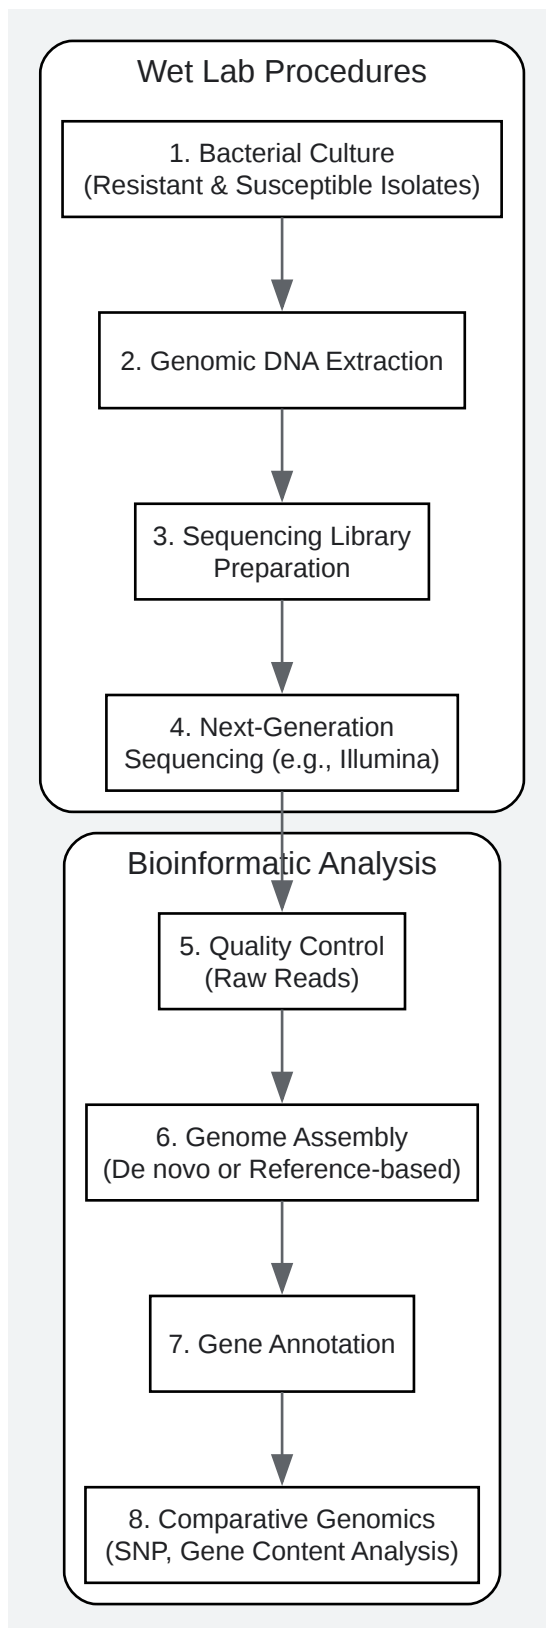 Wet Lab Procedures
1. Bacterial Culture
(Resistant & Susceptible Isolates)
2. Genomic DNA Extraction
3. Sequencing Library
Preparation
4. Next-Generation
Sequencing (e.g., Illumina)
Bioinformatic Analysis
5. Quality Control
(Raw Reads)
6. Genome Assembly
(De novo or Reference-based)
7. Gene Annotation
8. Comparative Genomics
(SNP, Gene Content Analysis)